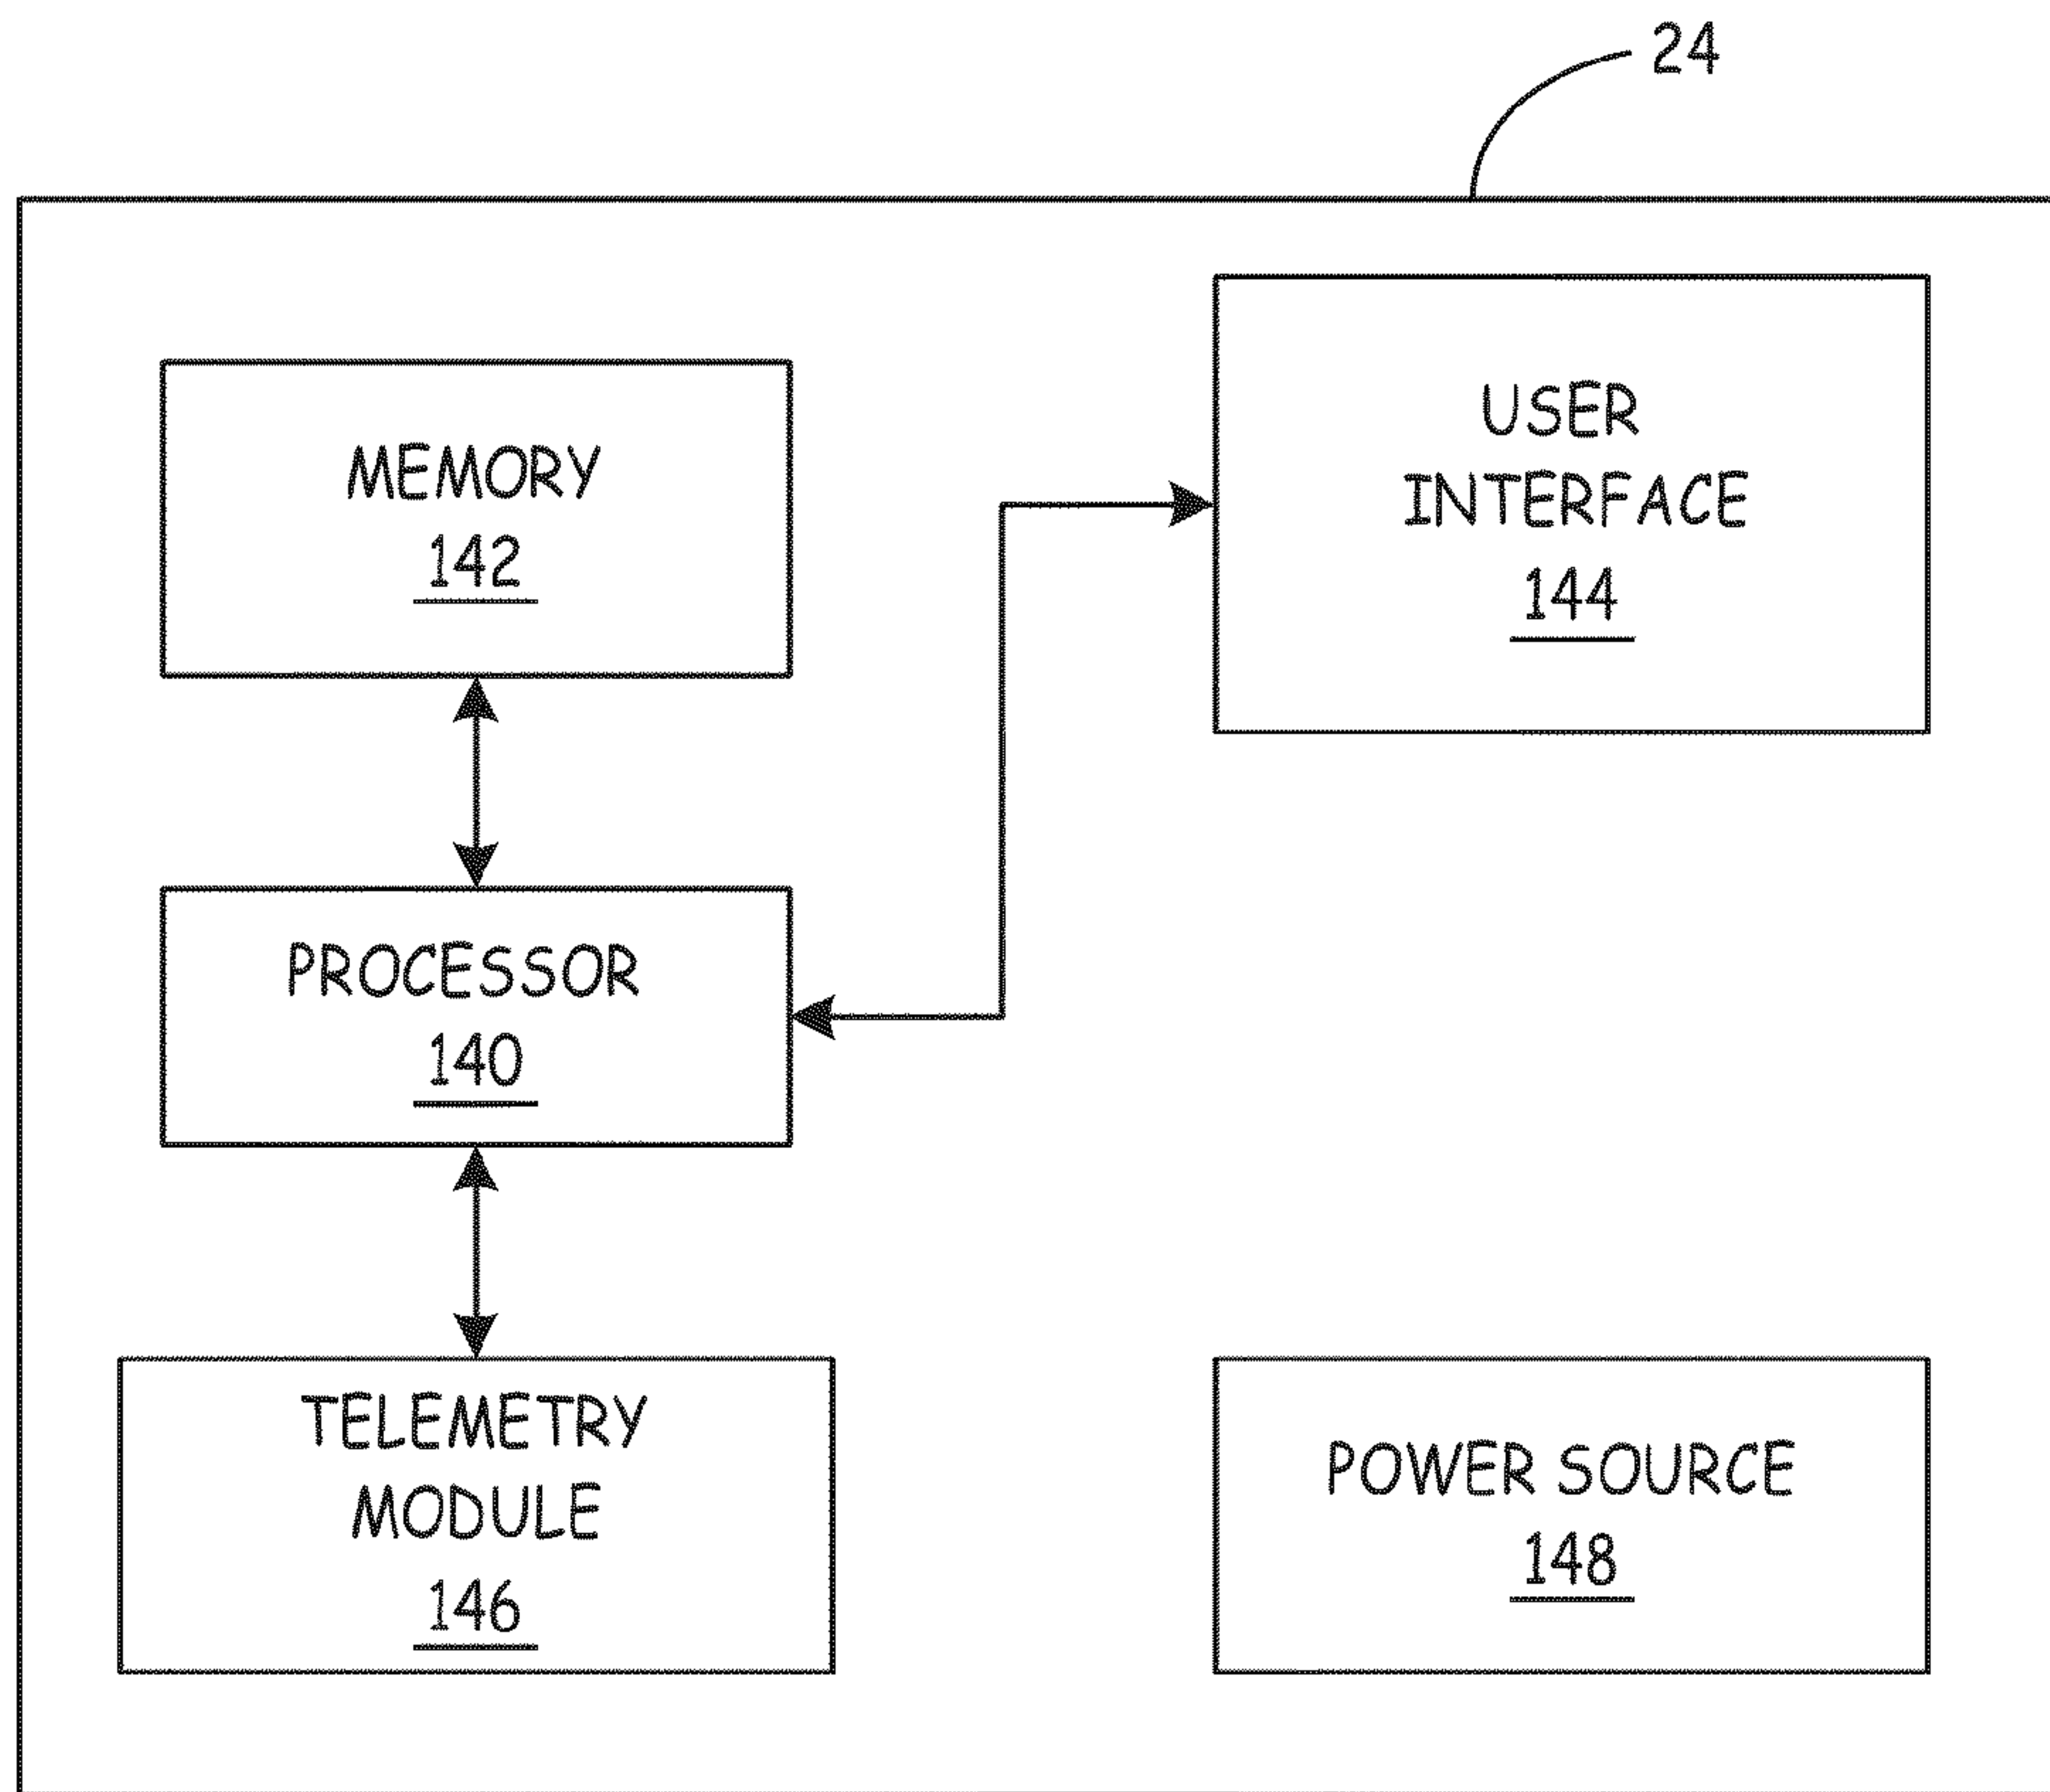 24
MEMORY
142
USER
INTERFACE
144
PROCESSOR
140
TELEMETRY
MODULE
146
POWER SOURCE
148